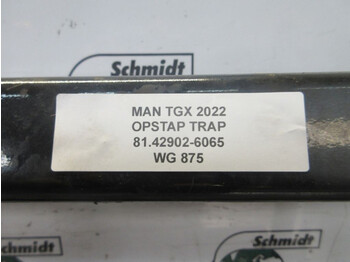 Schmidt
MAN TGX 2022
OPSTAP TRAP
81.42902-6065
WG 875
Schmidt
Schmidt